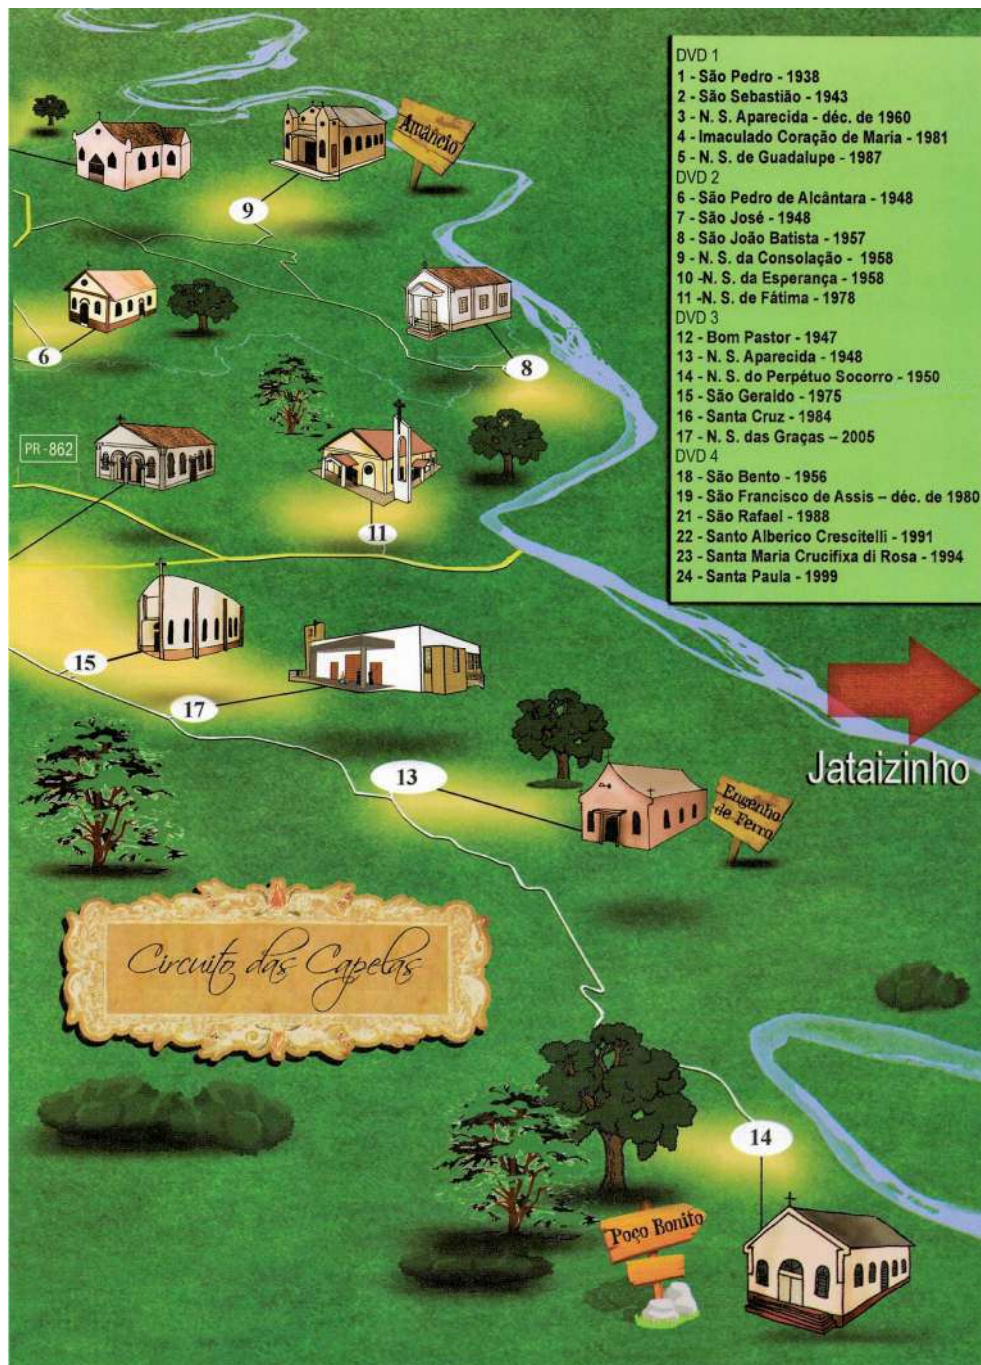 DVD 1
1 - São Pedro - 1938
2 - São Sebastião - 1943
3 - N. S. Aparecida - déc. de 1960
4 - Imaculado Coração de Maria - 1981
5 - N. S. de Guadalupe - 1987
DVD 2
6 - São Pedro de Alcântara - 1948
7 - São José - 1948
8 - São João Batista - 1957
9 - N. S. da Consolação - 1958
10 -N. S. da Esperança - 1958
11 -N. S. de Fátima - 1978
DVD 3
12 - Bom Pastor - 1947
13 - N. S. Aparecida - 1948
14 - N. S. do Perpétuo Socorro - 1950
15 - São Geraldo - 1975
16 - Santa Cruz - 1984
17 - N. S. das Graças – 2005
DVD 4
18 - São Bento - 1956
19 - São Francisco de Assis – déc. de 1980
21 - São Rafael - 1988
22 - Santo Alberico Crescitelli - 1991
23 - Santa Maria Crucifixa di Rosa - 1994
24 - Santa Paula - 1999
Amâncio
9
6
8
PR - 862
11
15
17
13
Jataizinho
Engenho
de Ferro
Circuito das Capelas
14
Poço Bonito